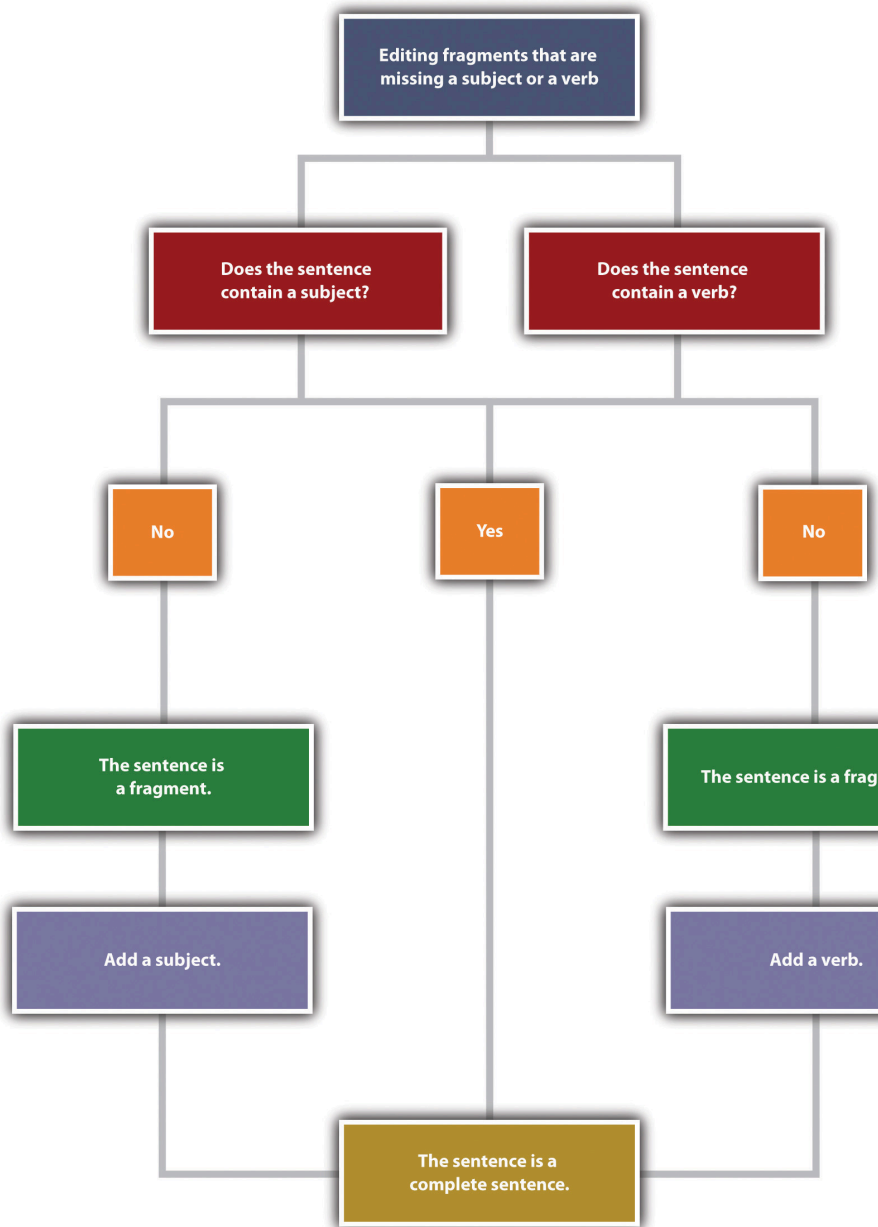 Editing fragments that are
missing a subject or a verb
Does the sentence
contain a subject?
Does the sentence
contain a verb?
No
Yes
No
The sentence is
a fragment.
The sentence is a frag
Add a subject.
Add a verb.
The sentence is a
complete sentence.